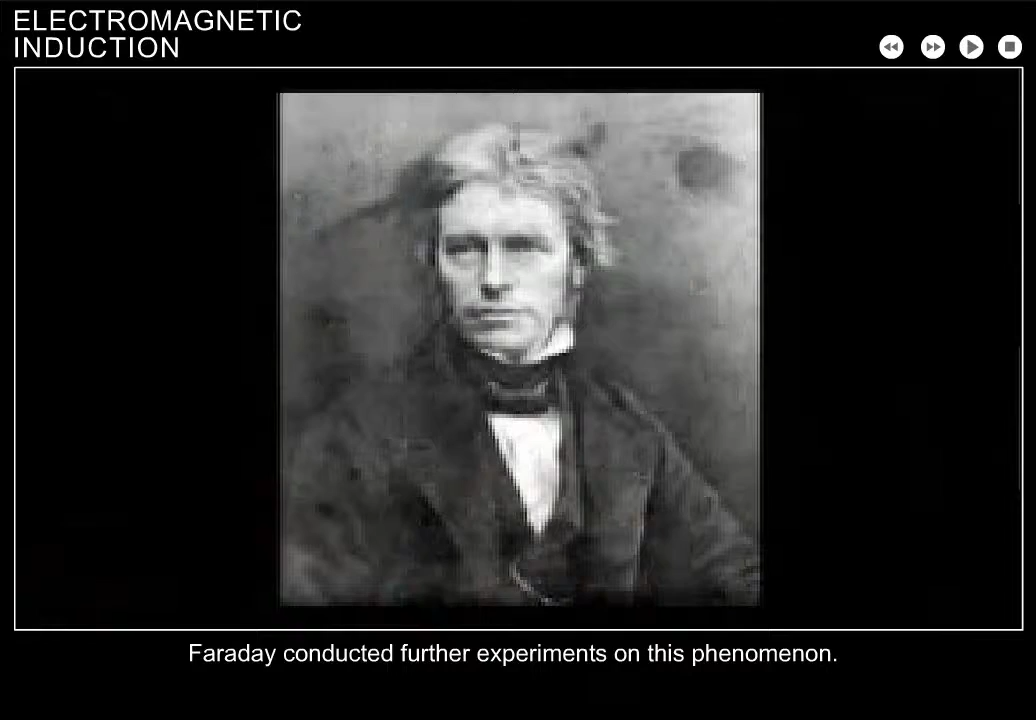 ELECTROMAGNETIC
INDUCTION
Faraday conducted further experiments on this phenomenon.